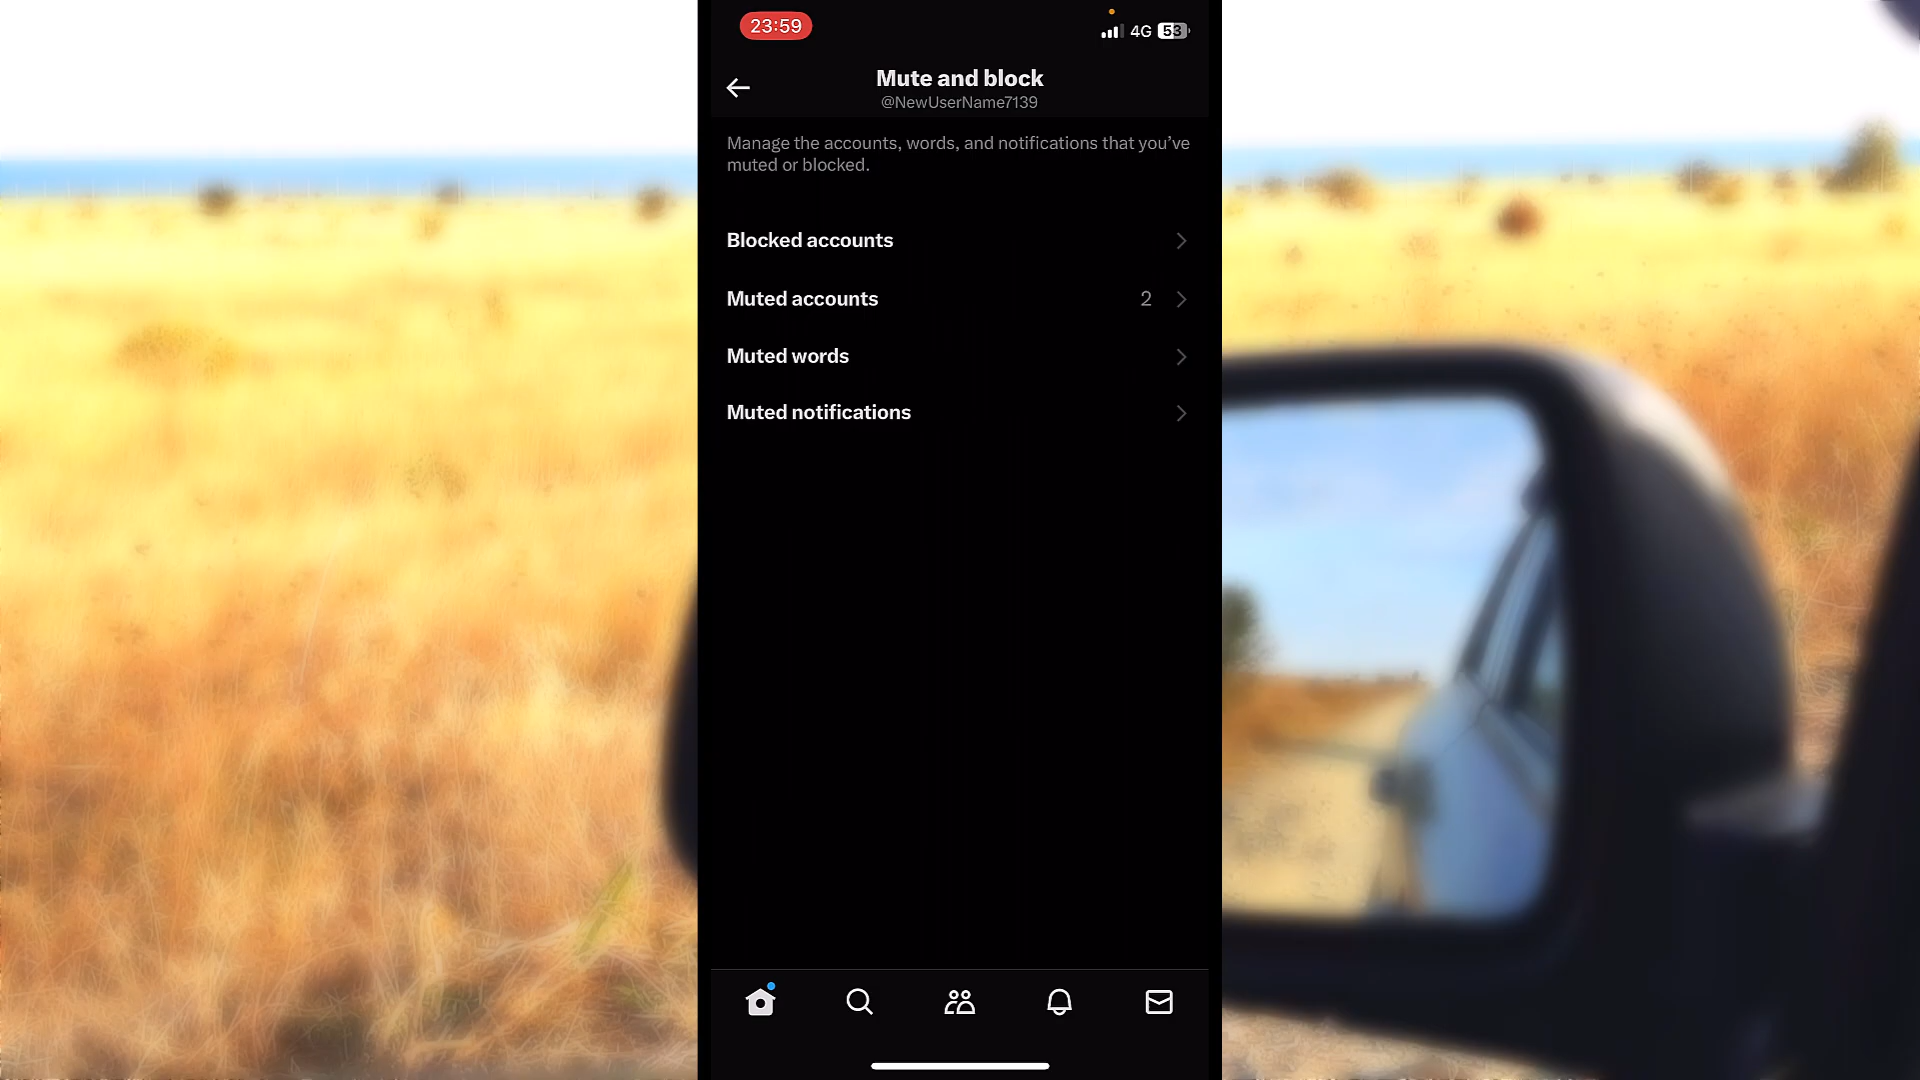 23:59
4G 53
Mute and block
@NewUserName7139
Manage the accounts, words, and notifications that you’ve
muted or blocked.
Blocked accounts
Muted accounts 2
Muted words
Muted notifications